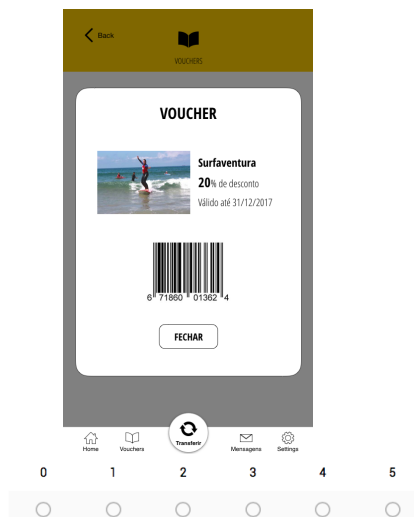 Back
VOUCHERS
VOUCHER
Surfaventura
20% de desconto
Válido até 31/12/2017
6 71860 01362 4
FECHAR
Home Vouchers Transferir Mensagens Settings
0 1 2 3 4 5